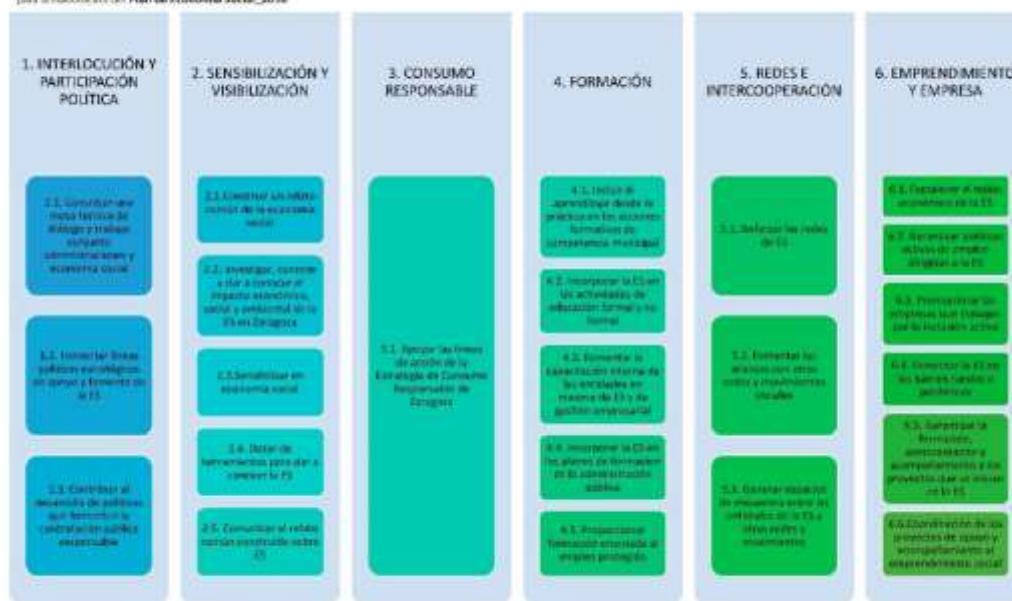 1. INTERLOCUCIÓN Y
PARTICIPACIÓN
POLÍTICA
1.1. Constituir una
mesa técnica de
diálogo y trabajo
conjunto
administraciones y
economía social
políticas estratégicas
en apoyo y fomento de
la ES
1.3. Contribuir al
desarrollo de políticas
que fomenten la
contratación pública
responsable
2. SENSIBILIZACIÓN Y
VISIBILIZACIÓN
2.1. Construir un relato
común de la economía
social
2.2. Investigar, conocer
y dar a conocer el
impacto económico,
social y ambiental de la
ES en Zaragoza
2.3. Sensibilizar en
economía social
2.4. Dotar de
herramientas para dar a
conocer la ES
2.5. Comunicar el relato
común construido sobre
ES
3. CONSUMO
RESPONSABLE
3.1. Apoyar las líneas
de acción de la
Estrategia de Consumo
Responsable de
Zaragoza
4. FORMACIÓN
4.1. Incluir el
aprendizaje desde la
práctica en las acciones
formativas de
competencia municipal
4.2. Incorporar la ES en
las actividades de
educación formal y no
formal
4.3. Fomentar la
capacitación interna de
las entidades en
materia de ES y de
gestión empresarial
4.4. Incorporar la ES en
los planes de formación
de la administración
pública
4.5. Proporcionar
formación orientada al
empleo protegido
5. REDES E
INTERCOOPERACIÓN
5.1. Reforzar las redes
de ES
5.2. Fomentar las
alianzas con otras
redes y movimientos
sociales
5.3. Generar espacios
de encuentro entre las
entidades de la ES y
otras redes y
movimientos
6. EMPRENDIMIENTO
Y EMPRESA
6.1. Fortalecer el tejido
económico de la ES
6.2. Garantizar políticas
activas de empleo
dirigidas a la ES
6.3. Promocionar las
empresas que trabajan
por la inclusión activa
6.4. Fomentar la ES en
los barrios rurales o
periféricos
6.5. Garantizar la
formación,
asesoramiento y
acompañamiento a los
proyectos que se inician
en la ES
6.6. Coordinación de los
proyectos de apoyo y
acompañamiento al
emprendimiento social